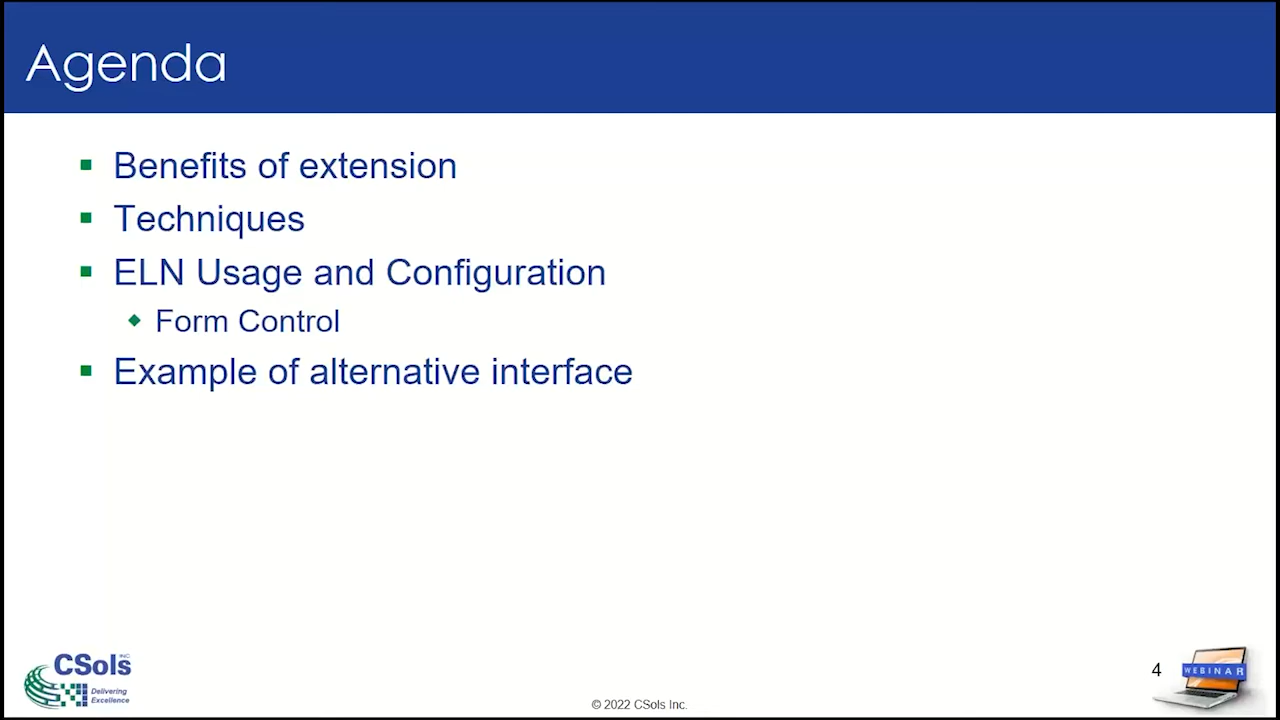 Agenda
Benefits of extension
Techniques
ELN Usage and Configuration
Form Control
Example of alternative interface
CSols INC
Delivering
Excellence
© 2022 CSols Inc.
4
WEBINAR